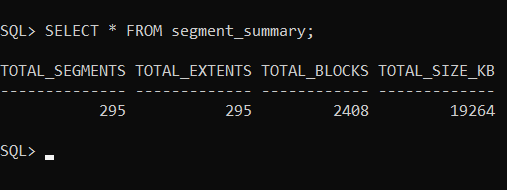 SQL> SELECT * FROM segment_summary;
TOTAL_SEGMENTS TOTAL_EXTENTS TOTAL_BLOCKS TOTAL_SIZE_KB
-------------- ------------- ------------ -------------
295 295 2408 19264
SQL>